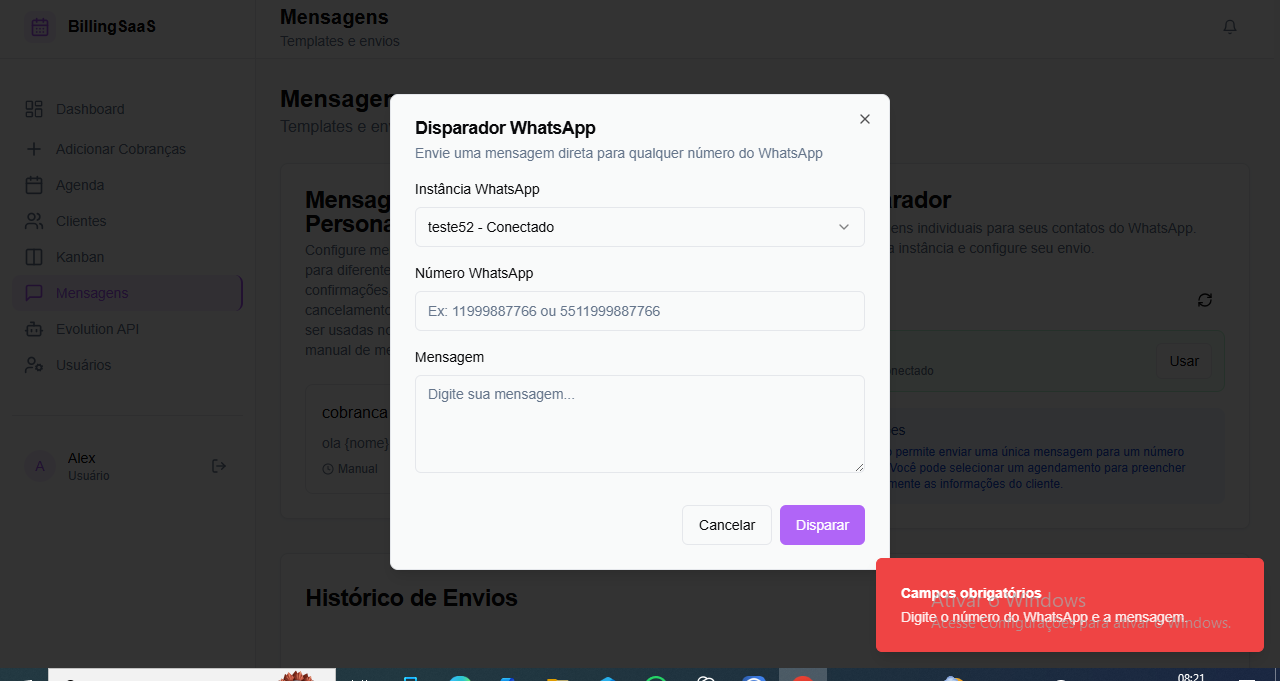 BillingSaaS
Mensagens
Templates e envios
Dashboard
Adicionar Cobranças
Agenda
Clientes
Kanban
Mensagens
Evolution API
Usuários
A
Alex
Usuário
Mensagen
Templates e en
Mensag
Persona
Configure me
para diferente
confirmações
cancelamento
ser usadas no
manual de me
cobranca
ola {nome}
Manual
Disparador WhatsApp
Envie uma mensagem direta para qualquer número do WhatsApp
Instância WhatsApp
teste52 - Conectado
Número WhatsApp
Ex: 11999887766 ou 5511999887766
Mensagem
Digite sua mensagem...
Cancelar
Disparar
rador
ens individuais para seus contatos do WhatsApp.
a instância e configure seu envio.
nectado
Usar
es
permite enviar uma única mensagem para um número
Você pode selecionar um agendamento para preencher
mente as informações do cliente.
Histórico de Envios
Campos obrigatórios
Digite o número do WhatsApp e a mensagem
Ativar o Windows
Acesse Configurações para ativar o Windows.
08:21